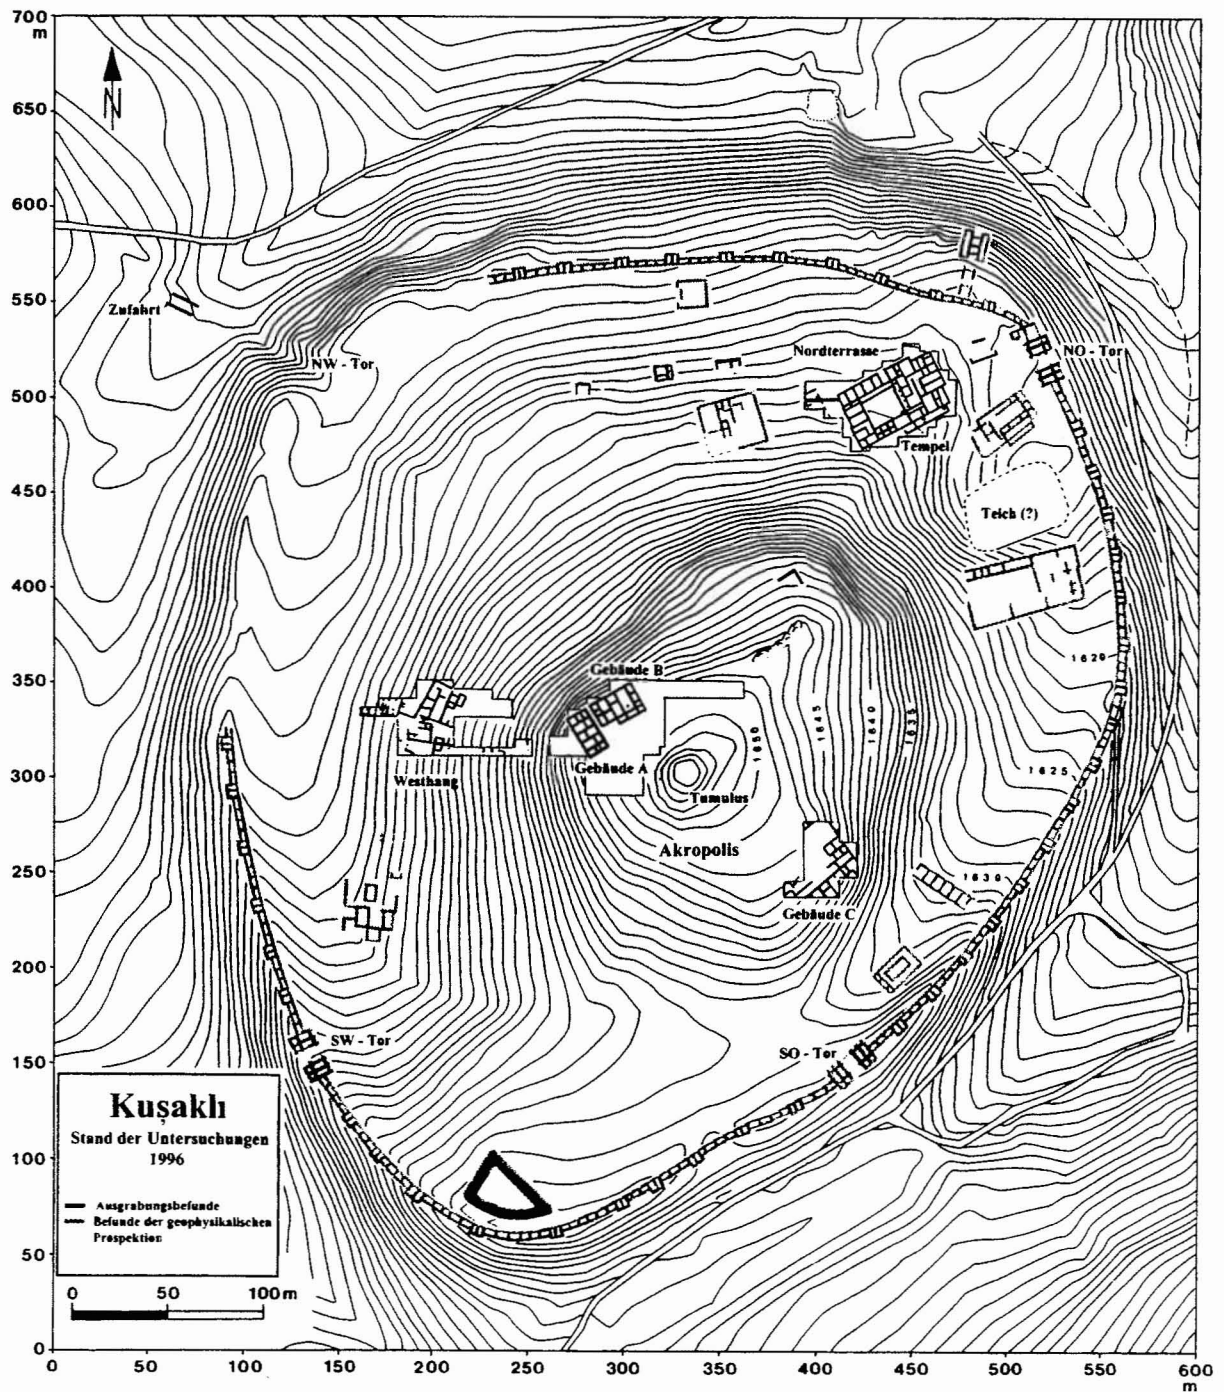 700
m
650
600
550
500
450
400
350
300
250
200
150
100
50
0
N
Zufahrt
NW - Tor
Nordterrasse
NO - Tor
Tempel
Teich (?)
1620
Gebäude B
1650
1645
1640
1635
Gebäude A
Westhang
Tumulus
1625
Akropolis
1630
Gebäude C
SW - Tor
SO - Tor
Kuşaklı
Stand der Untersuchungen
1996
Ausgrabungsbefunde
Befunde der geophysikalischen
Prospektion
0 50 100 m
0 50 100 150 200 250 300 350 400 450 500 550 600
m